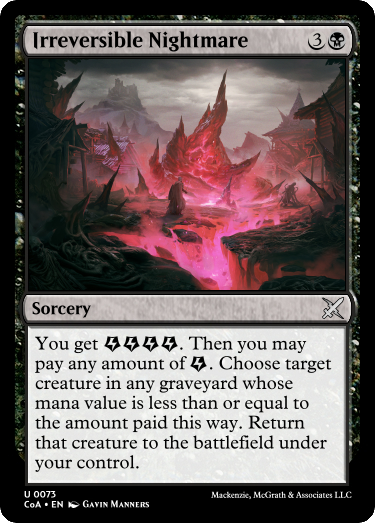 Irreversible Nightmare 3
Sorcery
You get. Then you may
pay any amount of. Choose target
creature in any graveyard whose
mana value is less than or equal to
the amount paid this way. Return
that creature to the battlefield under
your control.
U 0073
CoA • EN Gavin Manners
Mackenzie, McGrath & Associates LLC